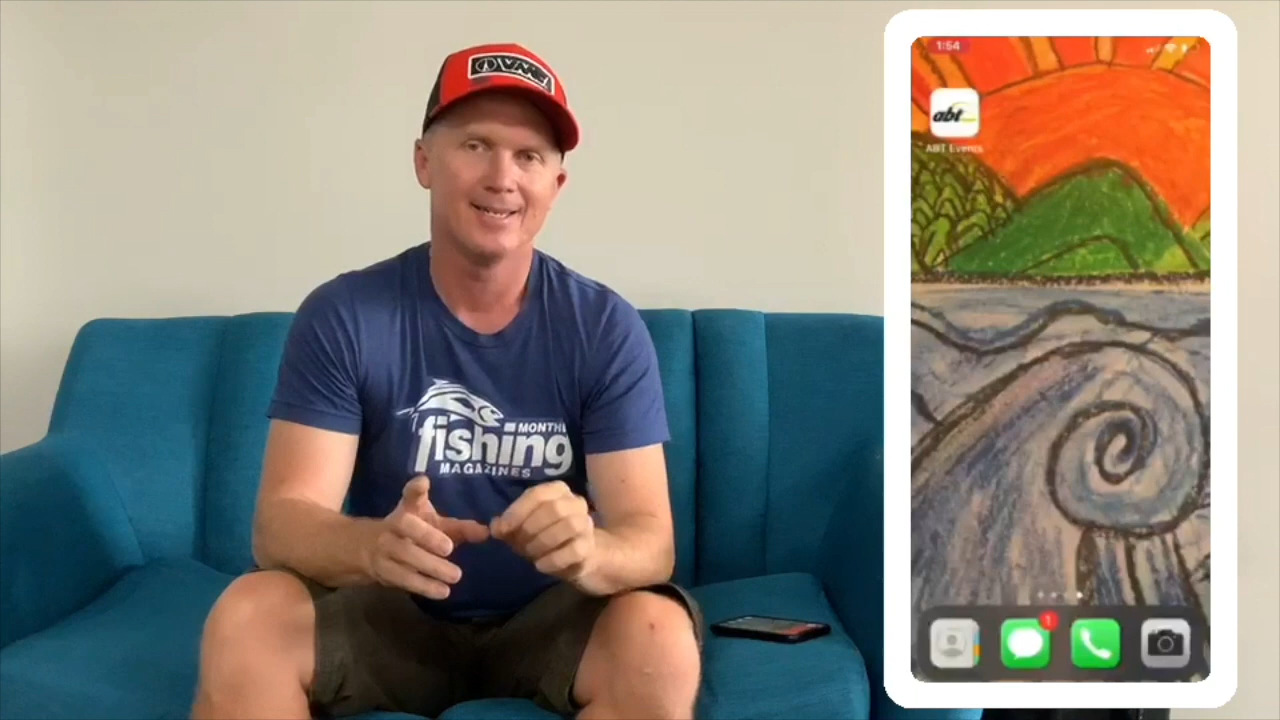 VMC
MONTHLY
fishing
MAGAZINES
1:54
abt
ABT Events
1